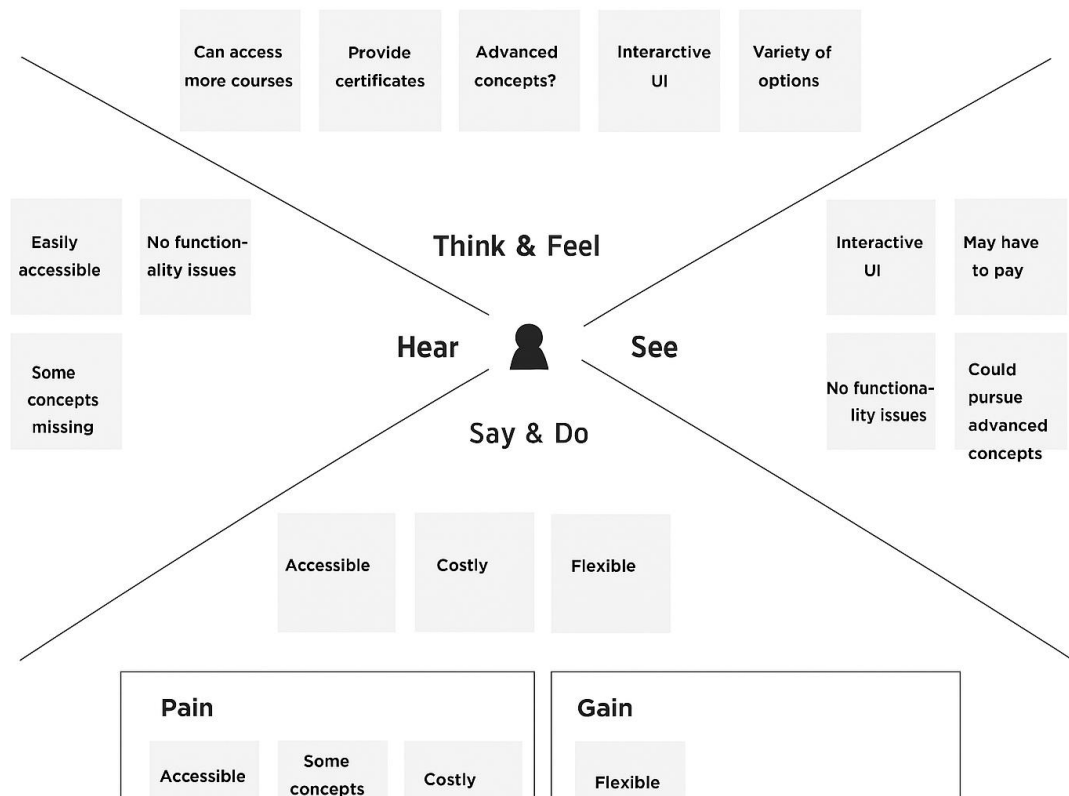 Can access
more courses
Provide
certificates
Advanced
concepts?
Interarctive
UI
Variety of
options
Think & Feel
Easily
accessible
No function-
ality issues
Some
concepts
missing
Hear
See
Interactive
UI
May have
to pay
No functiona-
lity issues
Could
pursue
advanced
concepts
Say & Do
Accessible
Costly
Flexible
Pain
Accessible
Some
concepts
Costly
Gain
Flexible